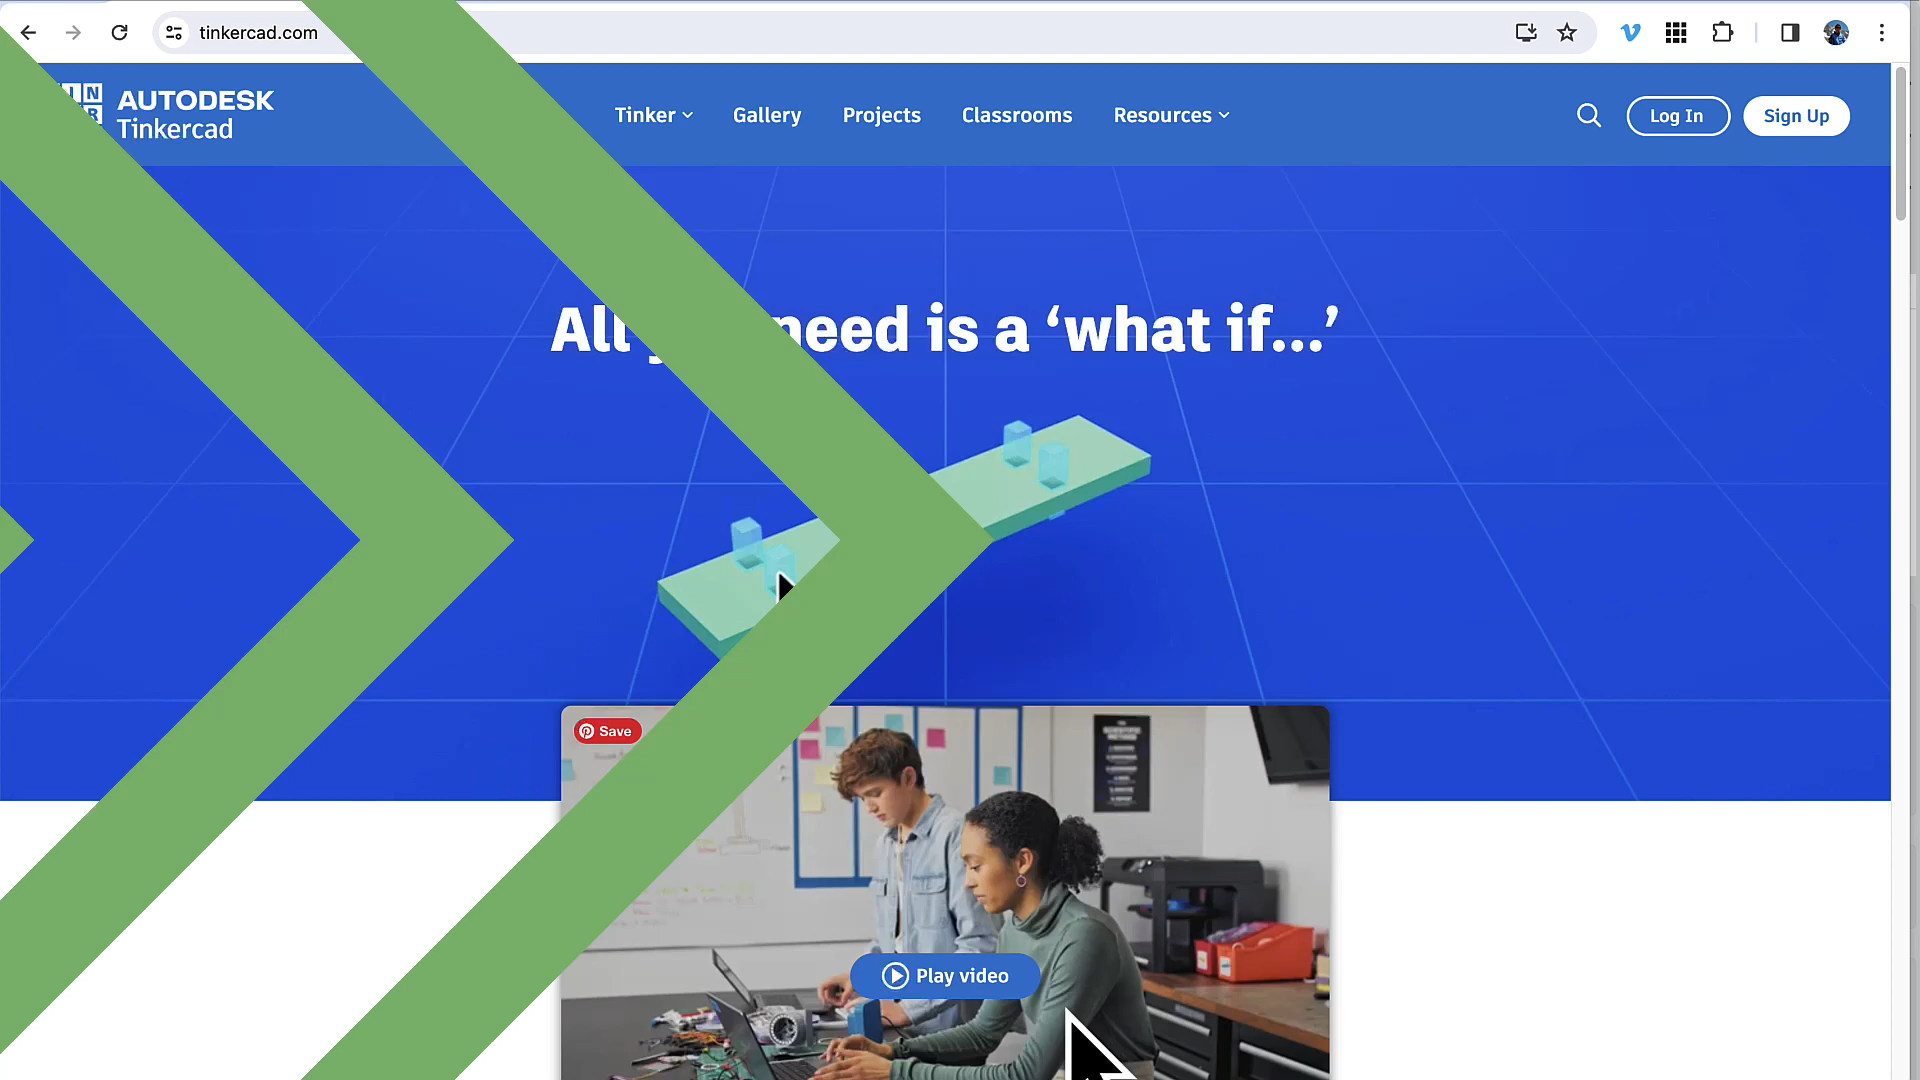 tinkercad.com
IN
R
AUTODESK
Tinkercad
Tinker
Gallery
Projects
Classrooms
Resources
Log In
Sign Up
All need is a ‘what if...’
Save
Play video